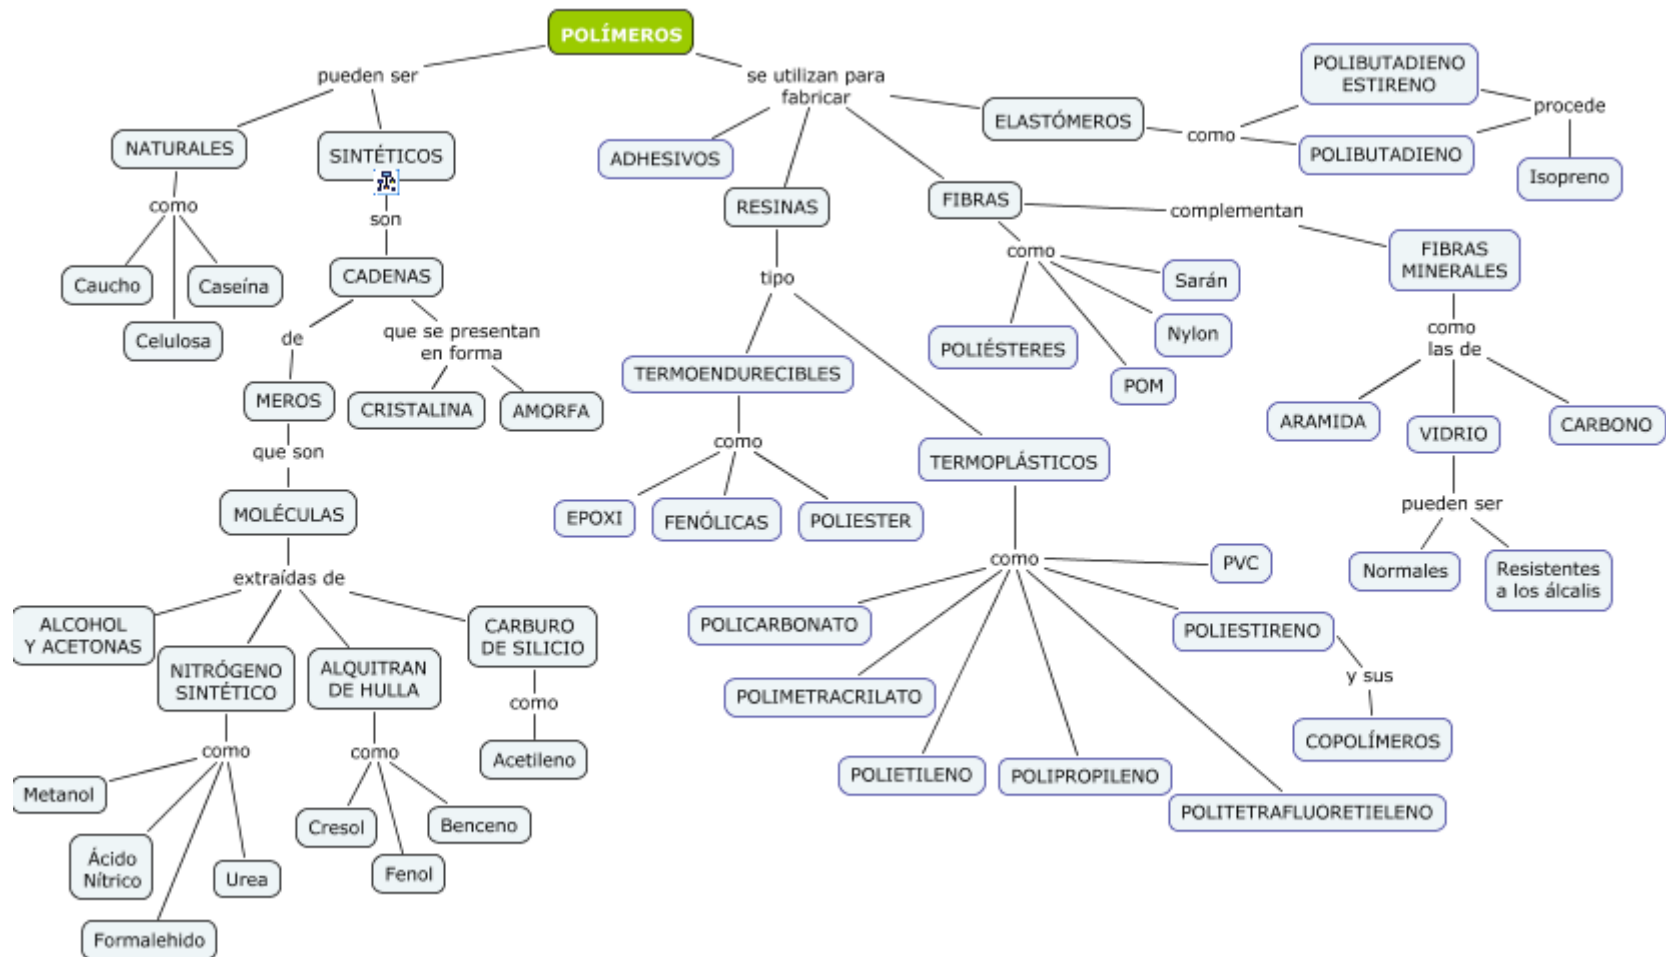 POLÍMEROS
pueden ser
se utilizan para
fabricar
NATURALES
SINTÉTICOS
como
Caucho
Celulosa
Caseína
son
CADENAS
de
que se presentan
en forma
MEROS
CRISTALINA
AMORFA
que son
MOLÉCULAS
extraídas de
ALCOHOL
Y ACETONAS
NITRÓGENO
SINTÉTICO
ALQUITRAN
DE HULLA
CARBURO
DE SILICIO
como
Metanol
Ácido
Nítrico
Formalehido
Urea
como
Cresol
Fenol
Benceno
como
Acetileno
ADHESIVOS
RESINAS
tipo
TERMOENDURECIBLES
como
EPOXI
FENÓLICAS
POLIESTER
TERMOPLÁSTICOS
como
POLICARBONATO
POLIMETRACRILATO
POLIETILENO
POLIPROPILENO
POLITETRAFLUORETIELENO
POLIESTIRENO
PVC
y sus
COPOLÍMEROS
FIBRAS
como
POLIÉSTERES
POM
Nylon
Sarán
complementan
FIBRAS
MINERALES
como
las de
ARAMIDA
VIDRIO
CARBONO
pueden ser
Normales
Resistentes
a los álcalis
ELASTÓMEROS
como
POLIBUTADIENO
ESTIRENO
POLIBUTADIENO
procede
Isopreno